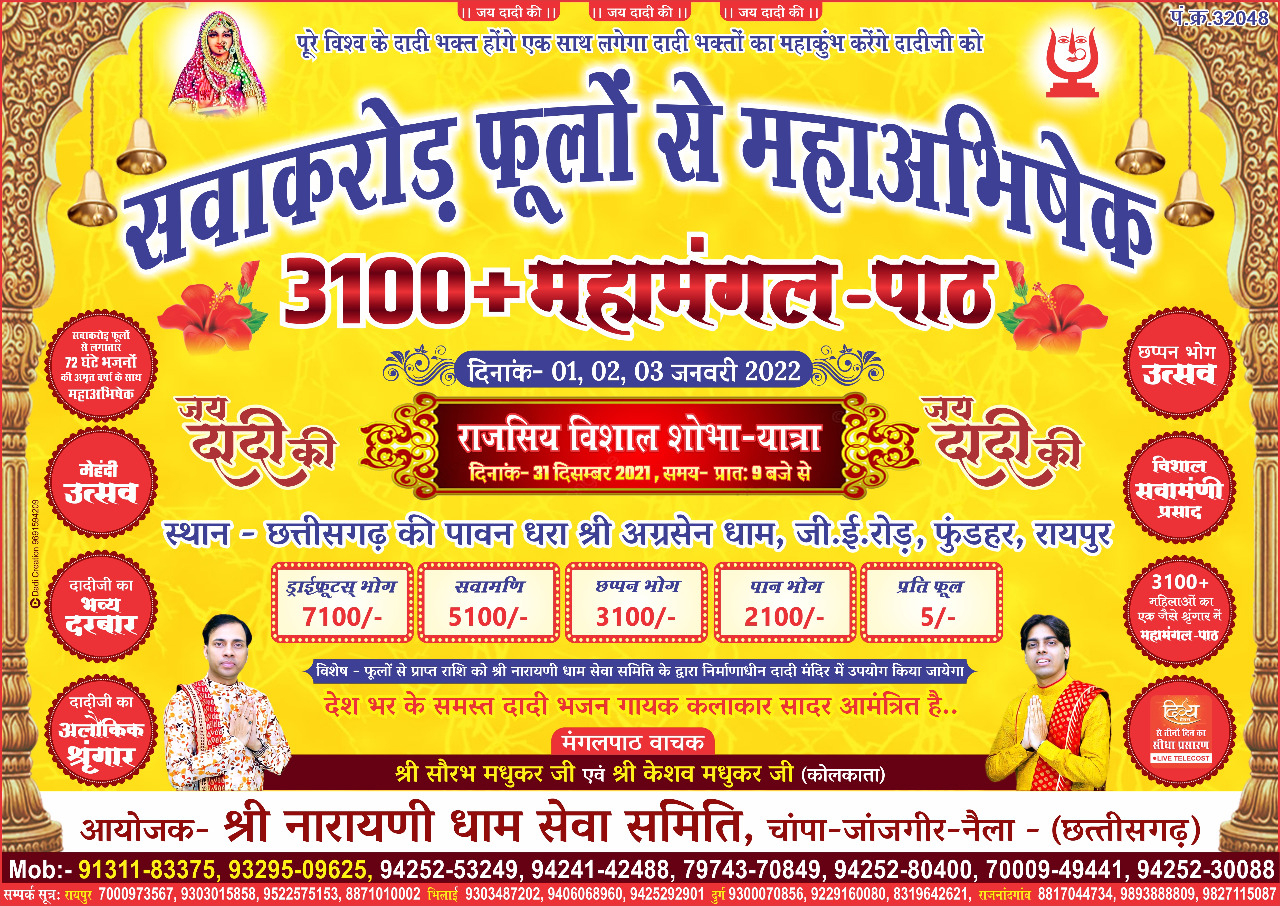 ।। जय दादी की ।। ।। जय दादी की ।। ।। जय दादी की ।।
पं.क्र.32048
पूरे विश्व के दादी भक्त होंगे एक साथ लगेगा दादी भक्तों का महाकुंभ करेंगे दादीजी को
सवाकरोड़ फूलों से महाअभिषेक
3100+ महामंगल -पाठ
दिनांक- 01, 02, 03 जनवरी 2022
जय दादी की
राजसिय विशाल शोभा-यात्रा
दिनांक- 31 दिसम्बर 2021 , समय- प्रातः 9 बजे से
जय दादी की
सवाकरोड़ फूलों
से लगातार
72 घंटे भजनों
की अमृत वर्षा के साथ
महाअभिषेक
मेहंदी
उत्सव
दादीजी का
भव्य
दरबार
दादीजी का
अलौकिक
श्रृंगार
छप्पन भोग
उत्सव
विशाल
सवामंणी
प्रसाद
3100+
महिलाओं का
एक जैसे श्रृंगार में
महामंगल-पाठ
दिव्य
से तीनों दिन का
सीधा प्रसारण
LIVE TELECOST
स्थान - छत्तीसगढ़ की पावन धरा श्री अग्रसेन धाम, जी.ई.रोड़, फुंडहर, रायपुर
ड्राईफ्रूटस् भोग सवामणि छप्पन भोग पान भोग प्रति फूल
7100/- 5100/- 3100/- 2100/- 5/-
विशेष - फूलों से प्राप्त राशि को श्री नारायणी धाम सेवा समिति के द्वारा निर्माणाधीन दादी मंदिर में उपयोग किया जायेगा
देश भर के समस्त दादी भजन गायक कलाकार सादर आमंत्रित है..
मंगलपाठ वाचक
श्री सौरभ मधुकर जी एवं श्री केशव मधुकर जी (कोलकाता)
Dadi Creation 9691594209
आयोजक- श्री नारायणी धाम सेवा समिति, चांपा-जांजगीर-नैला - (छत्तीसगढ़)
Mob:- 91311-83375, 93295-09625, 94252-53249, 94241-42488, 79743-70849, 94252-80400, 70009-49441, 94252-30088
सम्पर्क सूत्र: रायपुर 7000973567, 9303015858, 9522575153, 8871010002 भिलाई 9303487202, 9406068960, 9425292901 दुर्ग 9300070856, 9229160080, 8319642621, राजनांदगांव 8817044734, 9893888809, 9827115087